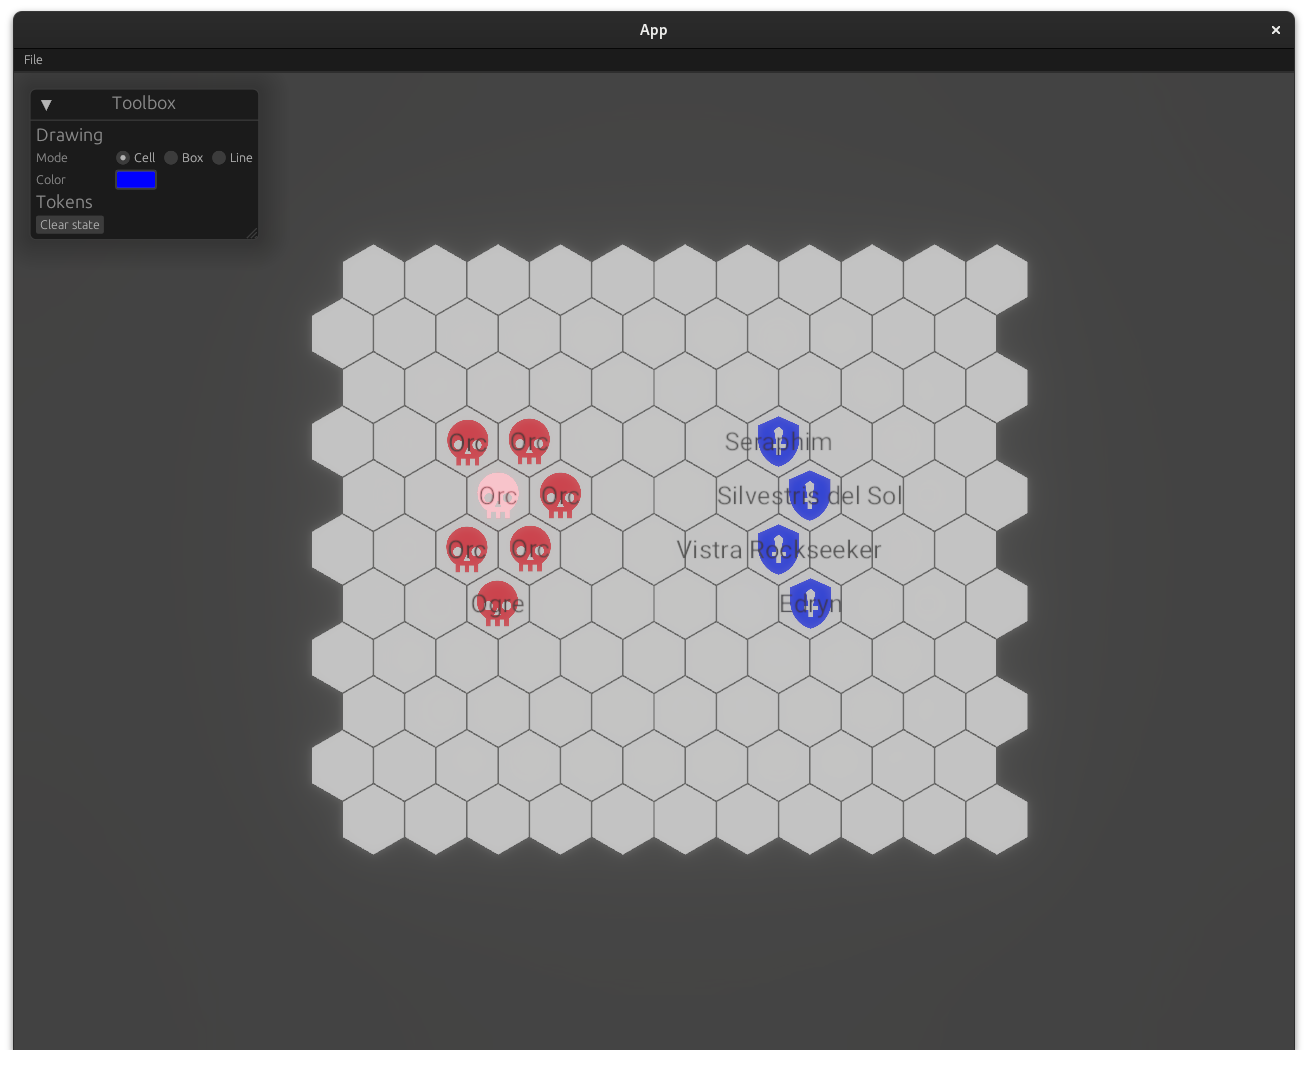 App
File
Toolbox
Drawing
Mode Cell Box Line
Color
Tokens
Clear state
Orc Orc Seraphim
Orc Orc Silvestris del Sol
Orc Orc Vistra Rockseeker
Ogre Edryn